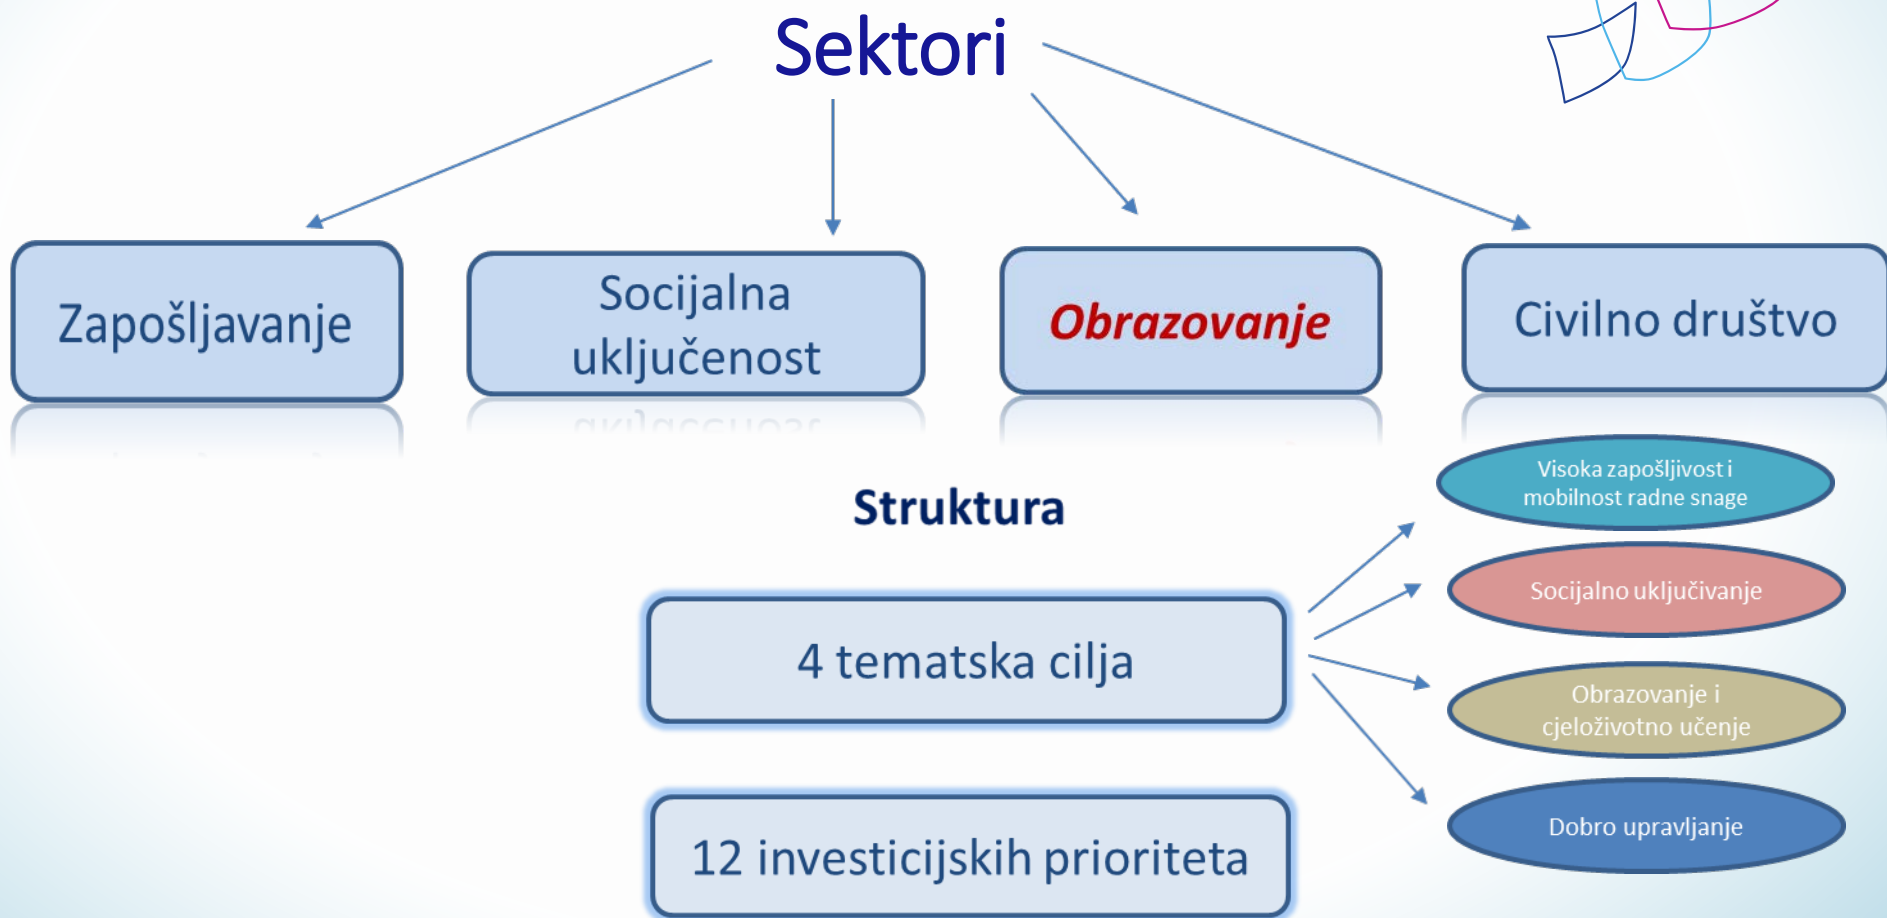 Sektori
Zapošljavanje
Socijalna
uključenost
Obrazovanje
Civilno društvo
Struktura
4 tematska cilja
12 investicijskih prioriteta
Visoka zapošljivost i
mobilnost radne snage
Socijalno uključivanje
Obrazovanje i
cjeloživotno učenje
Dobro upravljanje